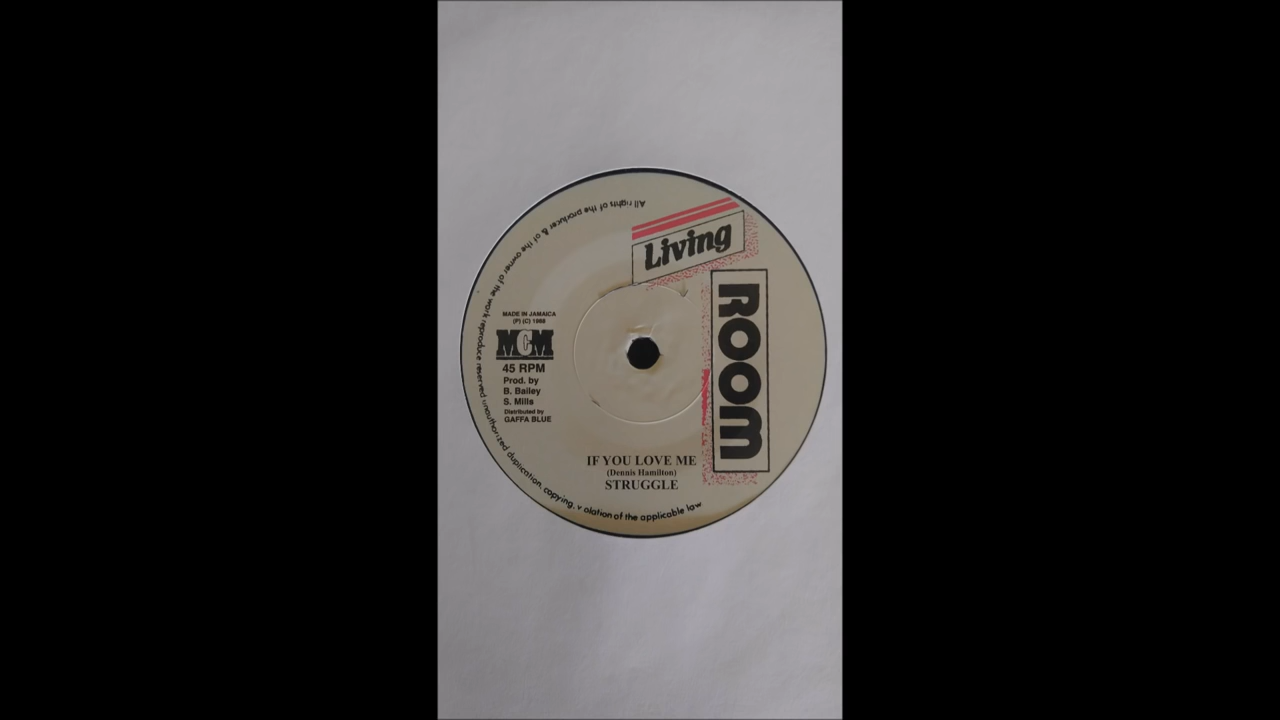 Living
ROOM
All rights of the producer & of the owner of the work reproduce reserved unauthorized duplication, copying, violation of the applicable law
MADE IN JAMAICA
(P) (C) 1988
MCM
45 RPM
Prod. by
B. Bailey
S. Mills
Distributed by
GAFFA BLUE
IF YOU LOVE ME
(Dennis Hamilton)
STRUGGLE